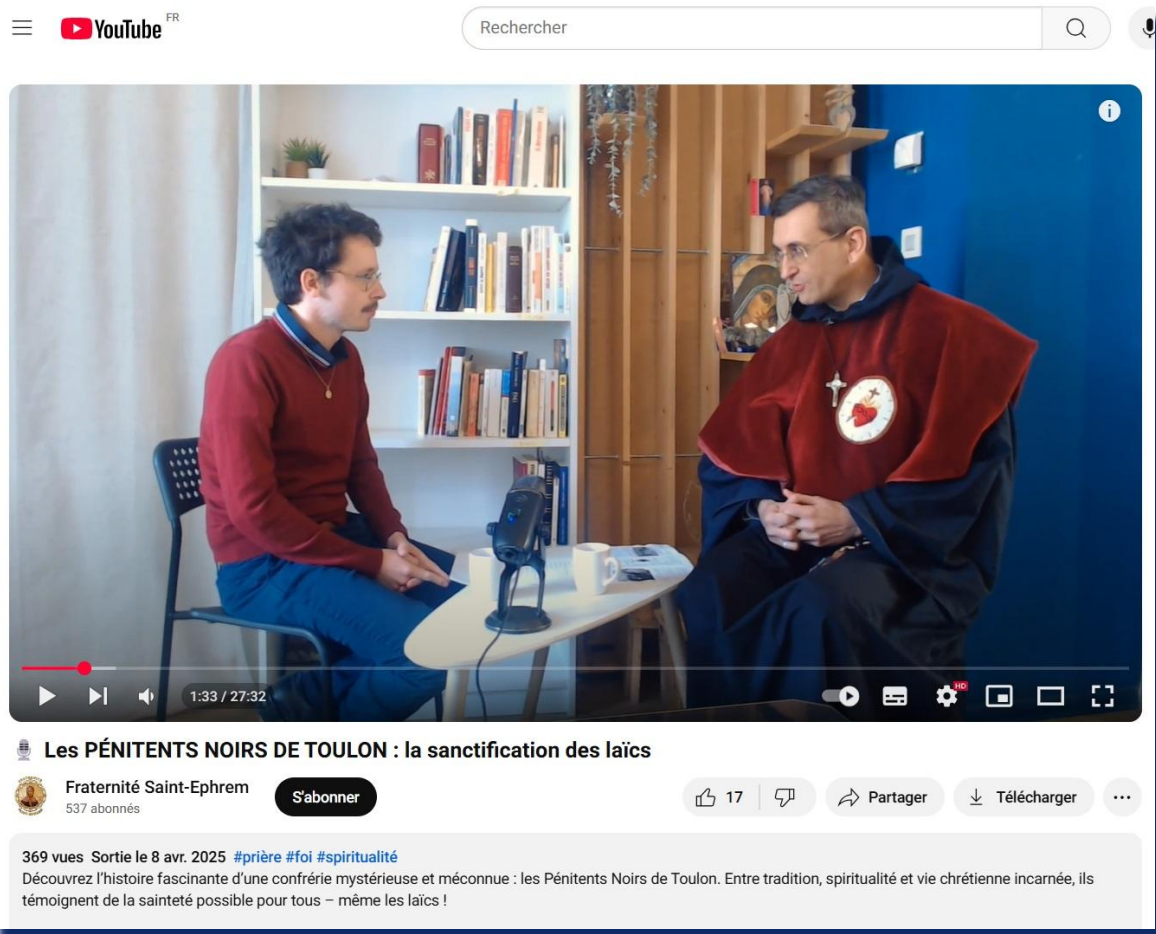 YouTube FR
Rechercher
i
1:33 / 27:32
HD
Les PÉNITENTS NOIRS DE TOULON : la sanctification des laïcs
Fraternité Saint-Ephrem
537 abonnés
S'abonner
17
Partager
Télécharger
369 vues Sortie le 8 avr. 2025 #prière #foi #spiritualité
Découvrez l'histoire fascinante d'une confrérie mystérieuse et méconnue : les Pénitents Noirs de Toulon. Entre tradition, spiritualité et vie chrétienne incarnée, ils
témoignent de la sainteté possible pour tous – même les laïcs !